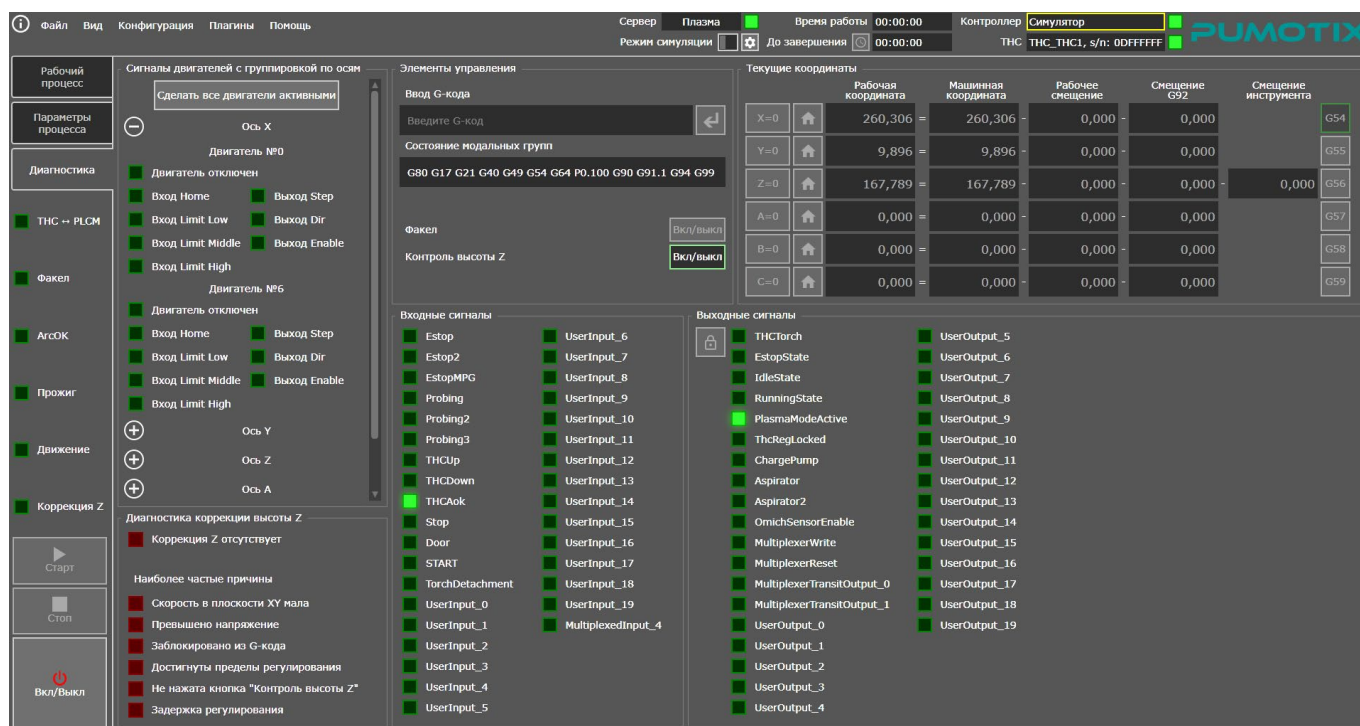 Файл Вид Конфигурация Плагины Помощь
Сервер Плазма Время работы 00:00:00 Контроллер Симулятор
Режим симуляции До завершения 00:00:00 THC THC_THC1, s/n: 0DFFFFFF
PUMOTIX
Рабочий
процесс
Параметры
процесса
Диагностика
THC ↔ PLCM
Факел
ArcOK
Прожиг
Движение
Коррекция Z
Старт
Стоп
Вкл/Выкл
Сигналы двигателей с группировкой по осям
Сделать все двигатели активными
Ось X
Двигатель №0
Двигатель отключен
Вход Home Выход Step
Вход Limit Low Выход Dir
Вход Limit Middle Выход Enable
Вход Limit High
Двигатель №6
Двигатель отключен
Вход Home Выход Step
Вход Limit Low Выход Dir
Вход Limit Middle Выход Enable
Вход Limit High
Ось Y
Ось Z
Ось A
Диагностика коррекции высоты Z
Коррекция Z отсутствует
Наиболее частые причины
Скорость в плоскости XY мала
Превышено напряжение
Заблокировано из G-кода
Достигнуты пределы регулирования
Не нажата кнопка "Контроль высоты Z"
Задержка регулирования
Элементы управления
Ввод G-кода
Введите G-код
Состояние модальных групп
G80 G17 G21 G40 G49 G54 G64 P0.100 G90 G91.1 G94 G99
Факел Вкл/выкл
Контроль высоты Z Вкл/выкл
Текущие координаты
Рабочая
координата
Машинная
координата
Рабочее
смещение
Смещение
G92
Смещение
инструмента
X=0 260,306 = 260,306 - 0,000 - 0,000 G54
Y=0 9,896 = 9,896 - 0,000 - 0,000 G55
Z=0 167,789 = 167,789 - 0,000 - 0,000 - 0,000 G56
A=0 0,000 = 0,000 - 0,000 - 0,000 G57
B=0 0,000 = 0,000 - 0,000 - 0,000 G58
C=0 0,000 = 0,000 - 0,000 - 0,000 G59
Входные сигналы
Estop UserInput_6
Estop2 UserInput_7
EstopMPG UserInput_8
Probing UserInput_9
Probing2 UserInput_10
Probing3 UserInput_11
THCUp UserInput_12
THCDown UserInput_13
THCAok UserInput_14
Stop UserInput_15
Door UserInput_16
START UserInput_17
TorchDetachment UserInput_18
UserInput_0 UserInput_19
UserInput_1 MultiplexedInput_4
UserInput_2
UserInput_3
UserInput_4
UserInput_5
Выходные сигналы
THCTorch UserOutput_5
EstopState UserOutput_6
IdleState UserOutput_7
RunningState UserOutput_8
PlasmaModeActive UserOutput_9
ThcRegLocked UserOutput_10
ChargePump UserOutput_11
Aspirator UserOutput_12
Aspirator2 UserOutput_13
OmichSensorEnable UserOutput_14
MultiplexerWrite UserOutput_15
MultiplexerReset UserOutput_16
MultiplexerTransitOutput_0 UserOutput_17
MultiplexerTransitOutput_1 UserOutput_18
UserOutput_0 UserOutput_19
UserOutput_1
UserOutput_2
UserOutput_3
UserOutput_4